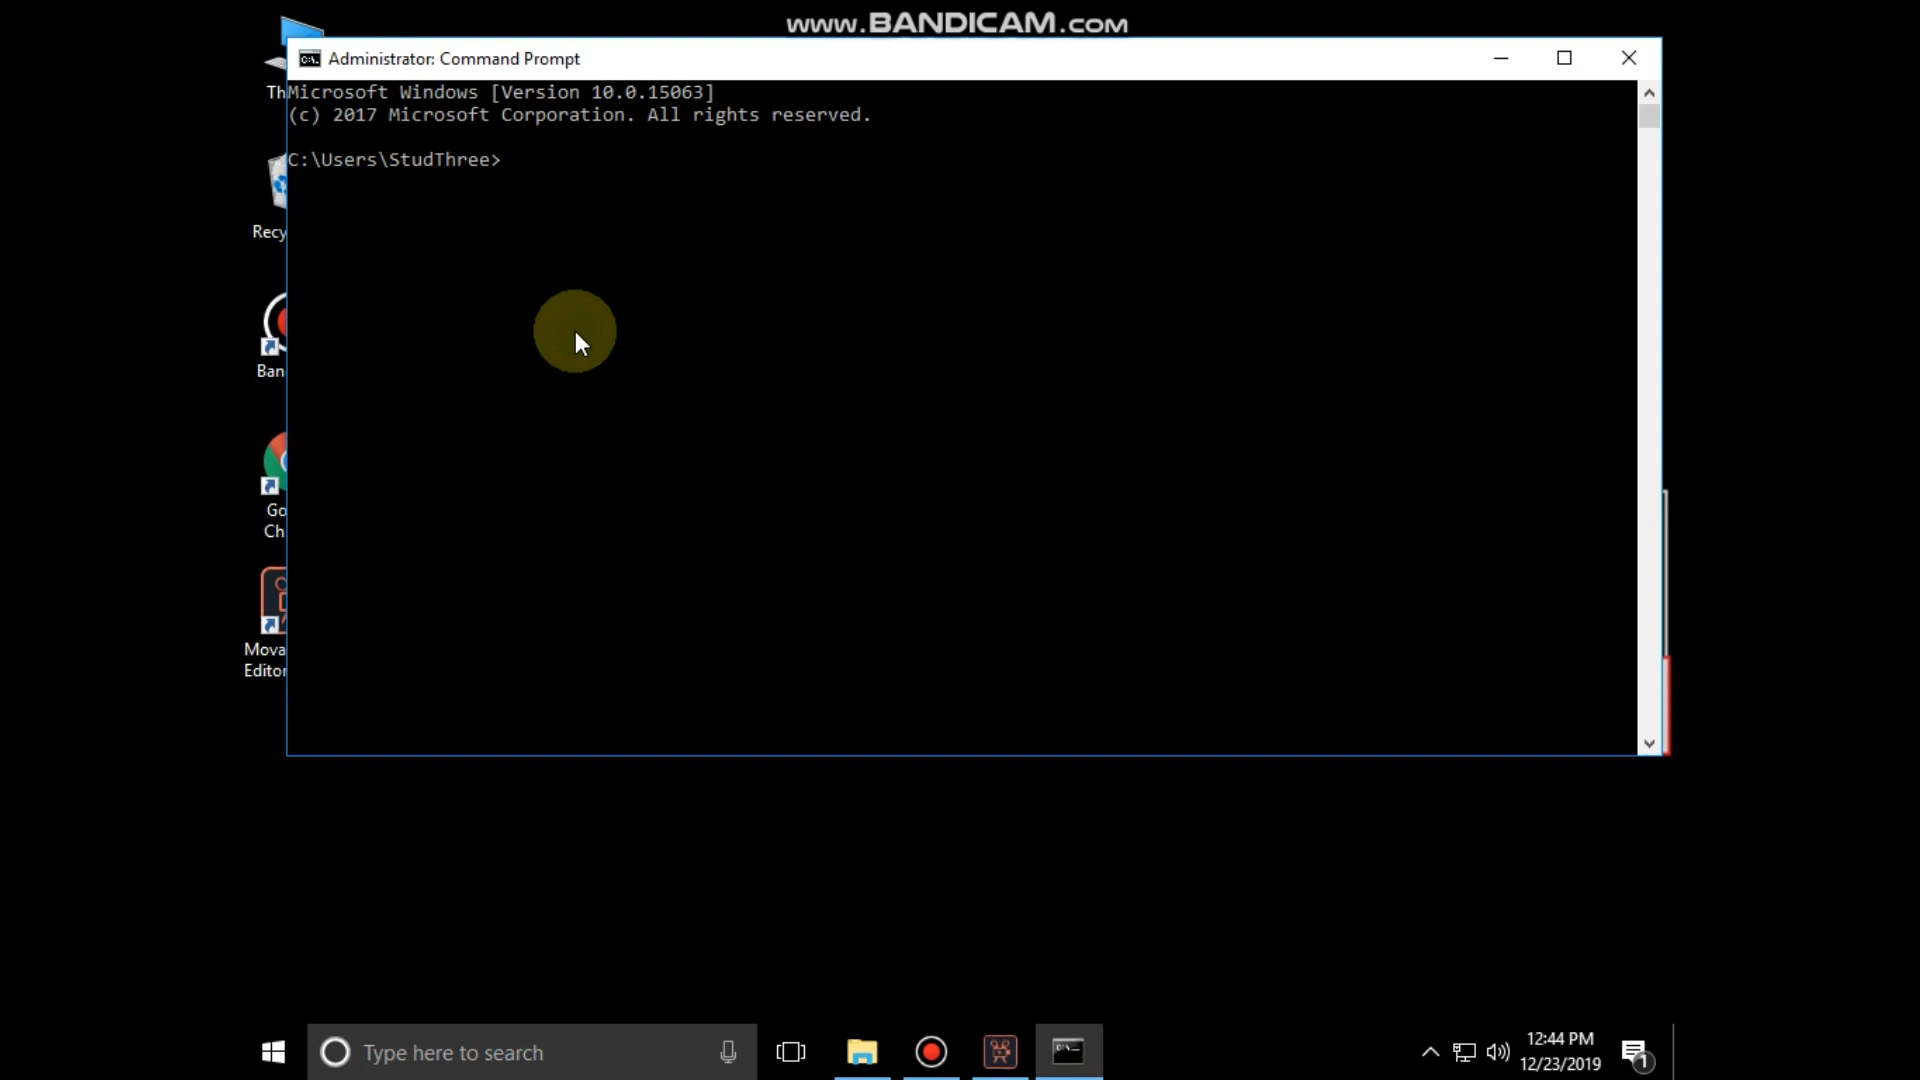 www.BANDICAM.com
Administrator: Command Prompt
Th
Microsoft Windows [Version 10.0.15063]
(c) 2017 Microsoft Corporation. All rights reserved.
C:\Users\StudThree>
Recy
Ban
Go
Ch
Mova
Editor
Type here to search
12:44 PM
12/23/2019
1